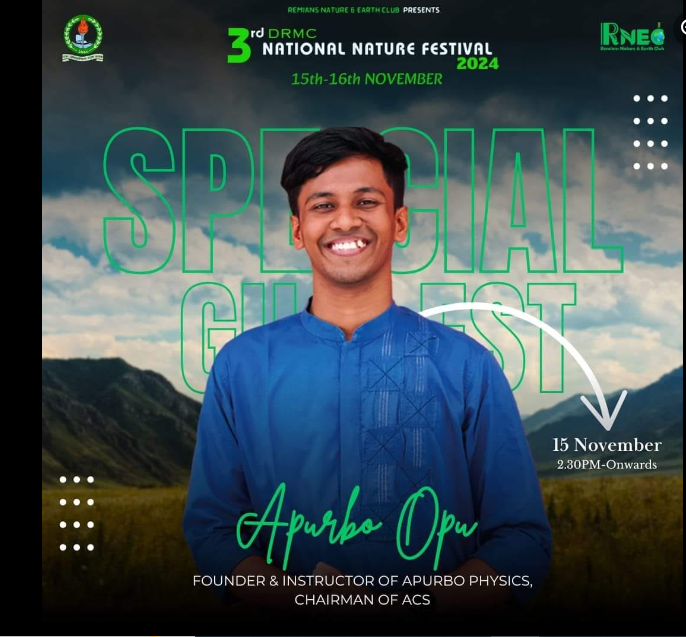 REMIANS NATURE & EARTH CLUB PRESENTS
3rd DRMC
NATIONAL NATURE FESTIVAL
2024
15th-16th NOVEMBER
RNEC
Remians Nature & Earth Club
SPECIAL
GUEST
15 November
2.30PM-Onwards
Apurbo Opu
FOUNDER & INSTRUCTOR OF APURBO PHYSICS,
CHAIRMAN OF ACS